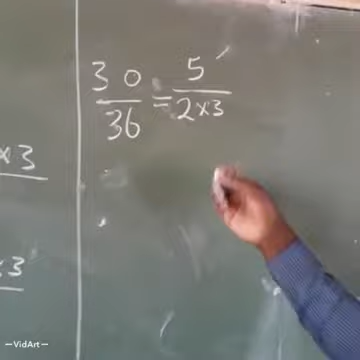 ×3
×3
30/36 = 5/2×3
—VidArt—